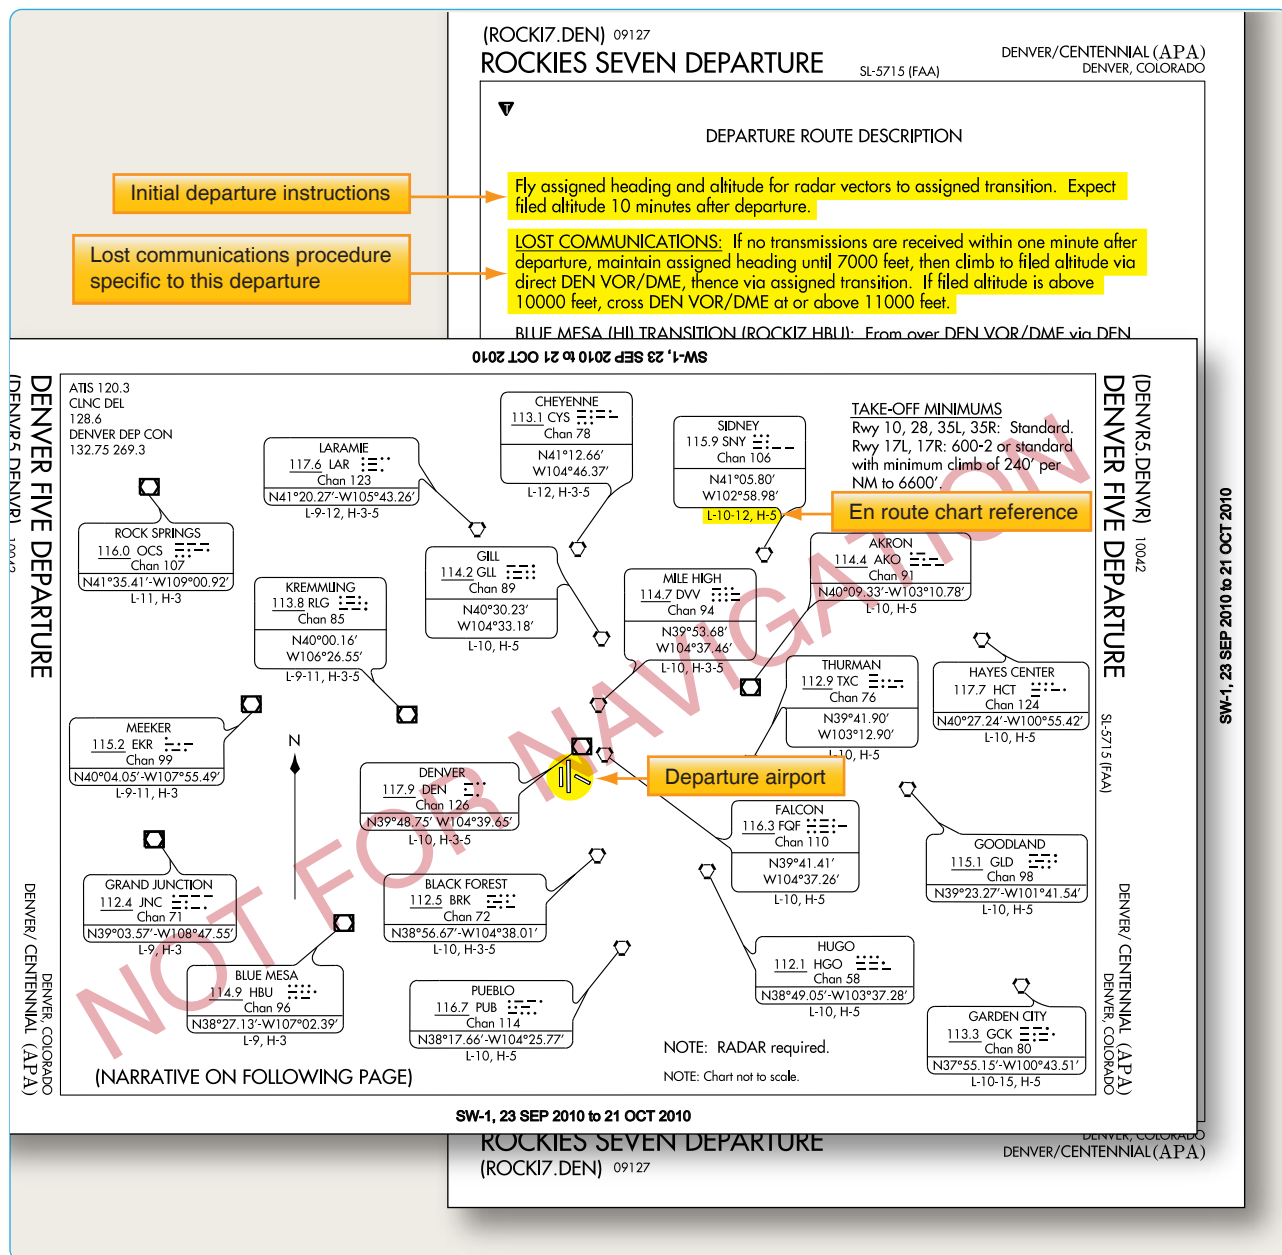 (ROCKI7.DEN) 09127
ROCKIES SEVEN DEPARTURE
SL-5715 (FAA)
DENVER/CENTENNIAL (APA)
DENVER, COLORADO
T
DEPARTURE ROUTE DESCRIPTION
Initial departure instructions
Fly assigned heading and altitude for radar vectors to assigned transition. Expect
filed altitude 10 minutes after departure.
Lost communications procedure
specific to this departure
LOST COMMUNICATIONS: If no transmissions are received within one minute after
departure, maintain assigned heading until 7000 feet, then climb to filed altitude via
direct DEN VOR/DME, thence via assigned transition. If filed altitude is above
10000 feet, cross DEN VOR/DME at or above 11000 feet.
BLUE MESA (HI) TRANSITION (ROCKI7 HBU): From over DEN VOR/DME via DEN
SW-1, 23 SEP 2010 to 21 OCT 2010
(DENVR5.DENVR) 10042
DENVER FIVE DEPARTURE
DENVER/ CENTENNIAL (APA)
DENVER, COLORADO
ATIS 120.3
CLNC DEL
128.6
DENVER DEP CON
132.75 269.3
CHEYENNE
113.1 CYS
Chan 78
N41°12.66'
W104°46.37'
L-12, H-3-5
LARAMIE
117.6 LAR
Chan 123
N41°20.27'-W105°43.26'
L-9-12, H-3-5
SIDNEY
115.9 SNY
Chan 106
N41°05.80'
W102°58.98'
L-10-12, H-5
TAKE-OFF MINIMUMS
Rwy 10, 28, 35L, 35R: Standard.
Rwy 17L, 17R: 600-2 or standard
with minimum climb of 240' per
NM to 6600'.
En route chart reference
ROCK SPRINGS
116.0 OCS
Chan 107
N41°35.41'-W109°00.92'
L-11, H-3
GILL
114.2 GLL
Chan 89
N40°30.23'
W104°33.18'
L-10, H-5
AKRON
114.4 AKO
Chan 91
N40°09.33'-W103°10.78'
L-10, H-5
KREMMLING
113.8 RLG
Chan 85
N40°00.16'
W106°26.55'
L-9-11, H-3-5
MILE HIGH
114.7 DVV
Chan 94
N39°53.68'
W104°37.46'
L-10, H-3-5
THURMAN
112.9 TXC
Chan 76
N39°41.90'
W103°12.90'
L-10, H-5
HAYES CENTER
117.7 HCT
Chan 124
N40°27.24'-W100°55.42'
L-10, H-5
MEEKER
115.2 EKR
Chan 99
N40°04.05'-W107°55.49'
L-9-11, H-3
N
DENVER
117.9 DEN
Chan 126
N39°48.75' W104°39.65'
L-10, H-3-5
Departure airport
FALCON
116.3 FQF
Chan 110
N39°41.41'
W104°37.26'
L-10, H-5
GOODLAND
115.1 GLD
Chan 98
N39°23.27'-W101°41.54'
L-10, H-5
GRAND JUNCTION
112.4 JNC
Chan 71
N39°03.57'-W108°47.55'
L-9, H-3
BLACK FOREST
112.5 BRK
Chan 72
N38°56.67'-W104°38.01'
L-10, H-3-5
BLUE MESA
114.9 HBU
Chan 96
N38°27.13'-W107°02.39'
L-9, H-3
PUEBLO
116.7 PUB
Chan 114
N38°17.66'-W104°25.77'
L-10, H-5
HUGO
112.1 HGO
Chan 58
N38°49.05'-W103°37.28'
L-10, H-5
GARDEN CITY
113.3 GCK
Chan 80
N37°55.15'-W100°43.51'
L-10-15, H-5
NOTE: RADAR required.
NOTE: Chart not to scale.
(NARRATIVE ON FOLLOWING PAGE)
NOT FOR NAVIGATION
(DENVR5.DENVR) 10042
DENVER FIVE DEPARTURE
SL-5715 (FAA)
DENVER/ CENTENNIAL (APA)
DENVER, COLORADO
SW-1, 23 SEP 2010 to 21 OCT 2010
SW-1, 23 SEP 2010 to 21 OCT 2010
ROCKIES SEVEN DEPARTURE
(ROCKI7.DEN) 09127
DENVER, COLORADO
DENVER/CENTENNIAL (APA)